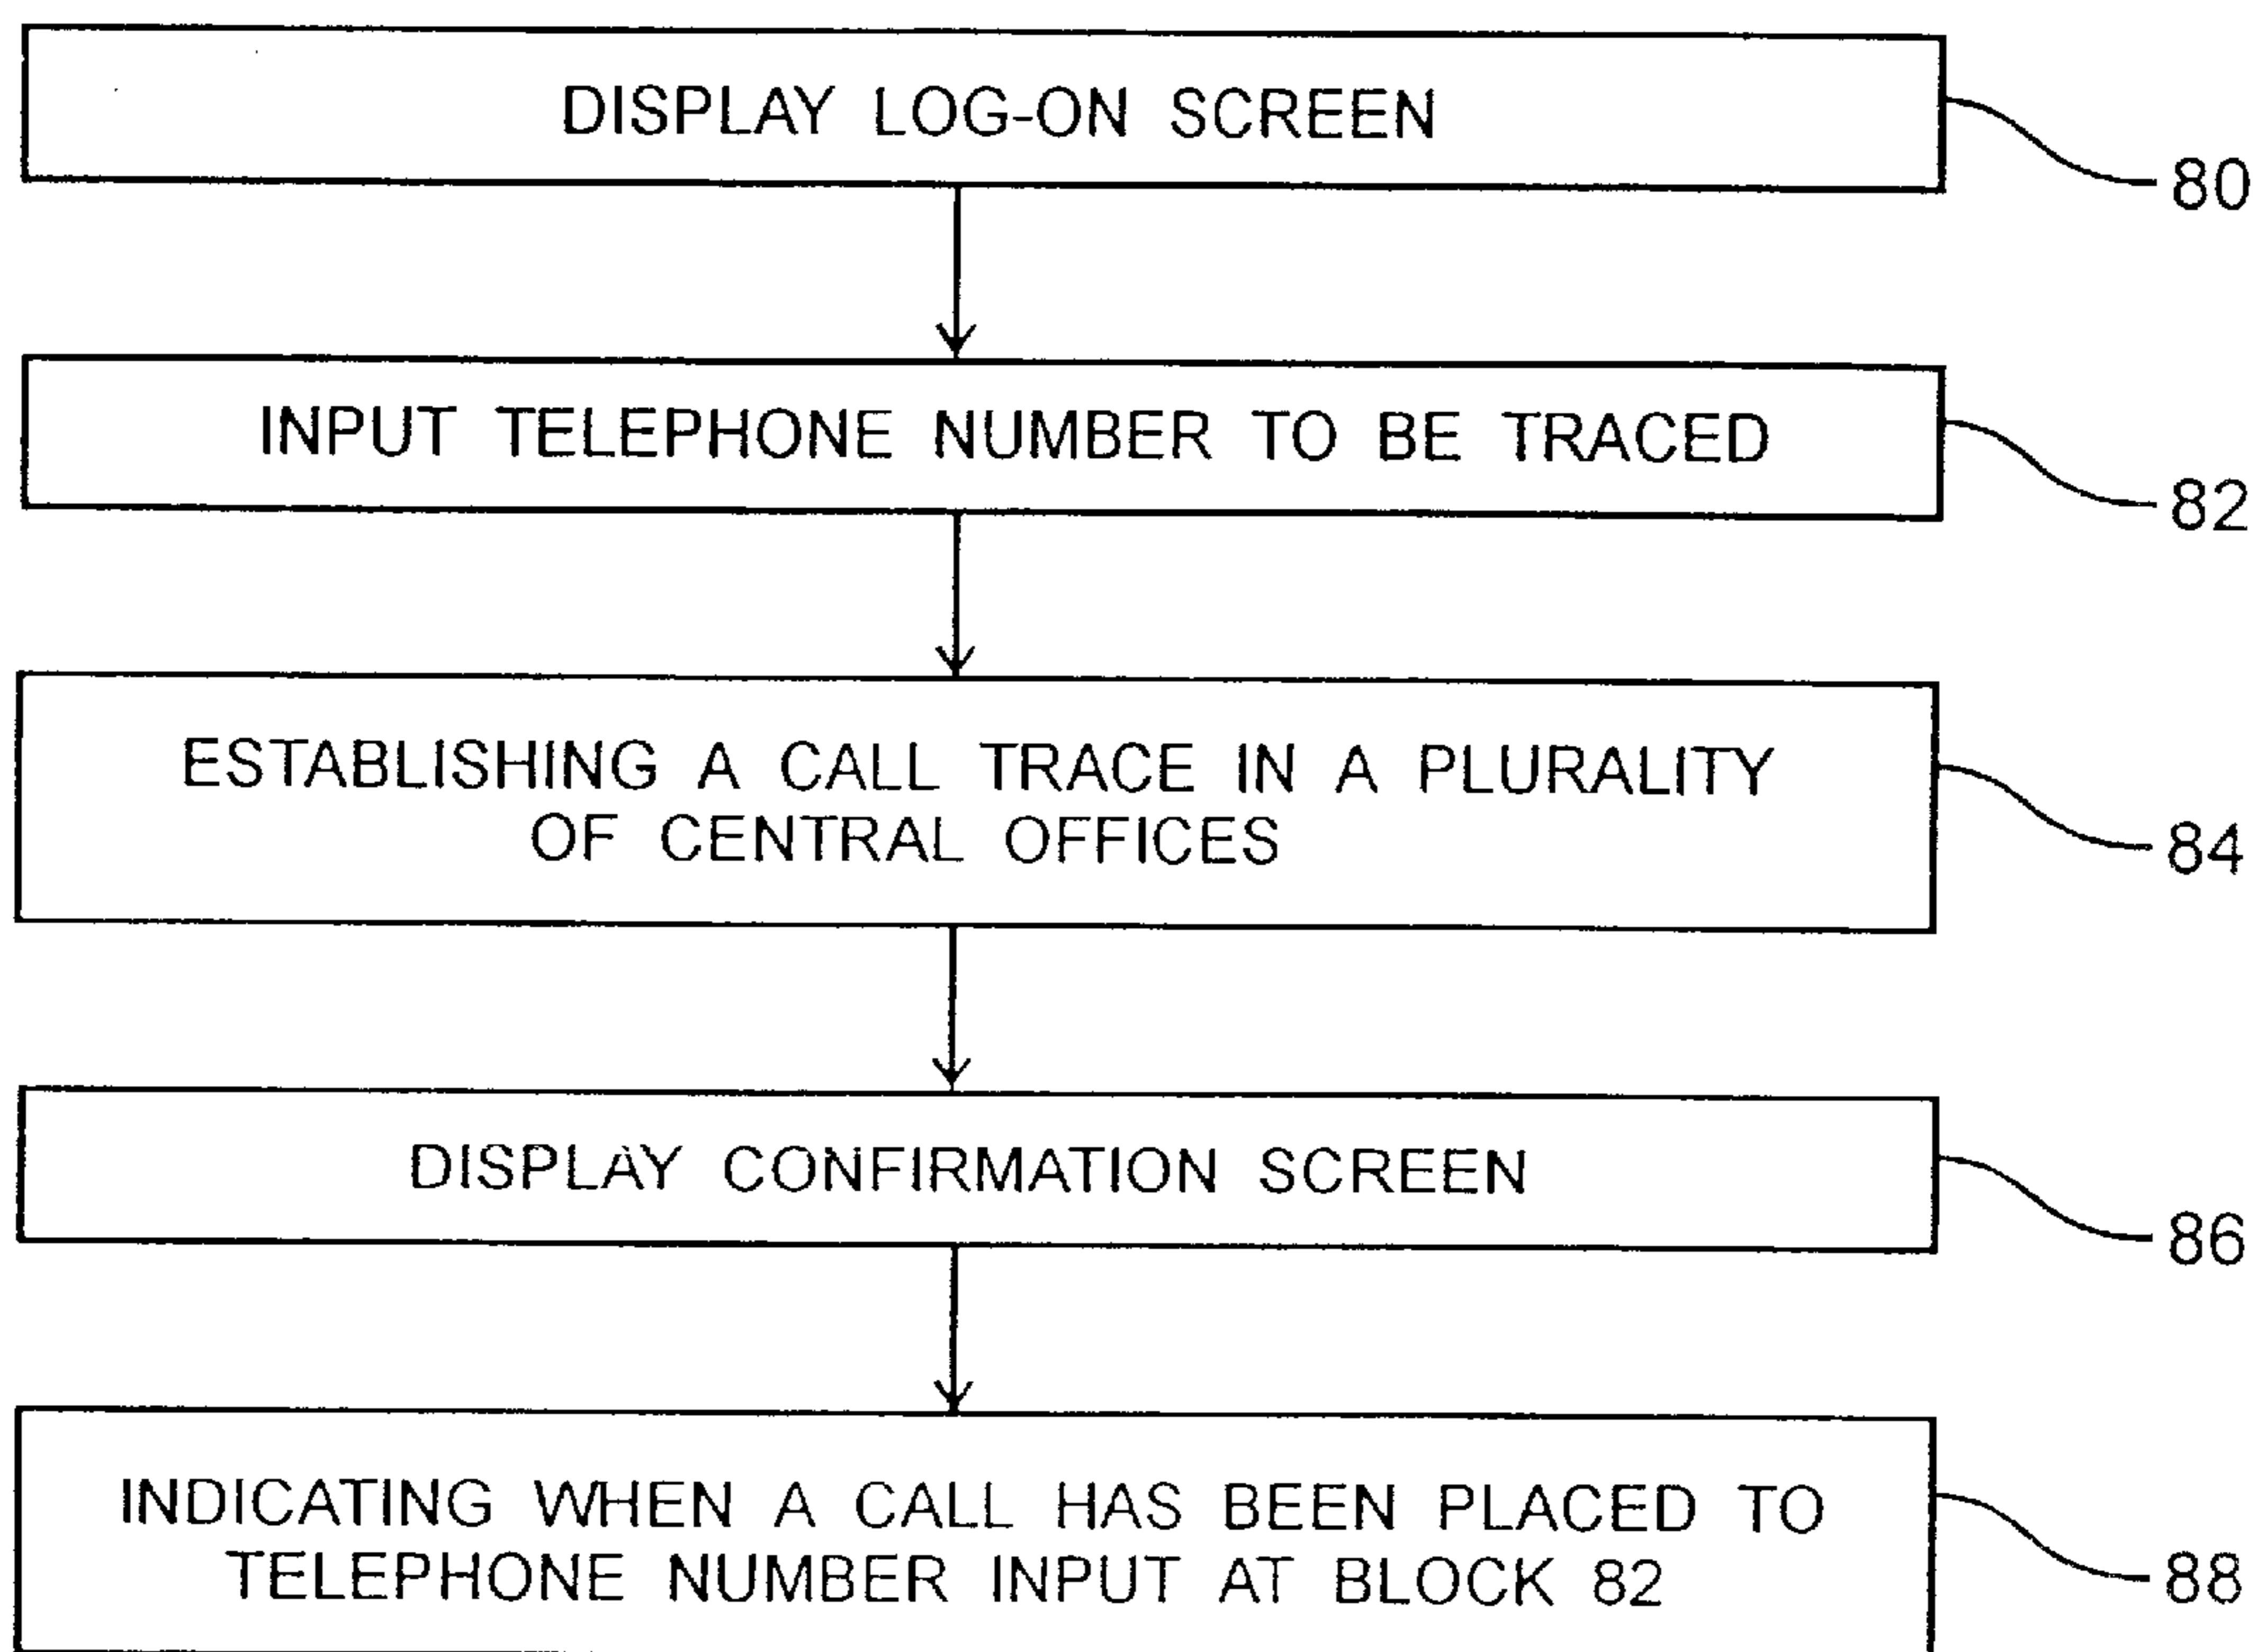 DISPLAY LOG-ON SCREEN
80
INPUT TELEPHONE NUMBER TO BE TRACED
82
ESTABLISHING A CALL TRACE IN A PLURALITY
OF CENTRAL OFFICES
84
DISPLAY CONFIRMATION SCREEN
86
INDICATING WHEN A CALL HAS BEEN PLACED TO
TELEPHONE NUMBER INPUT AT BLOCK 82
88